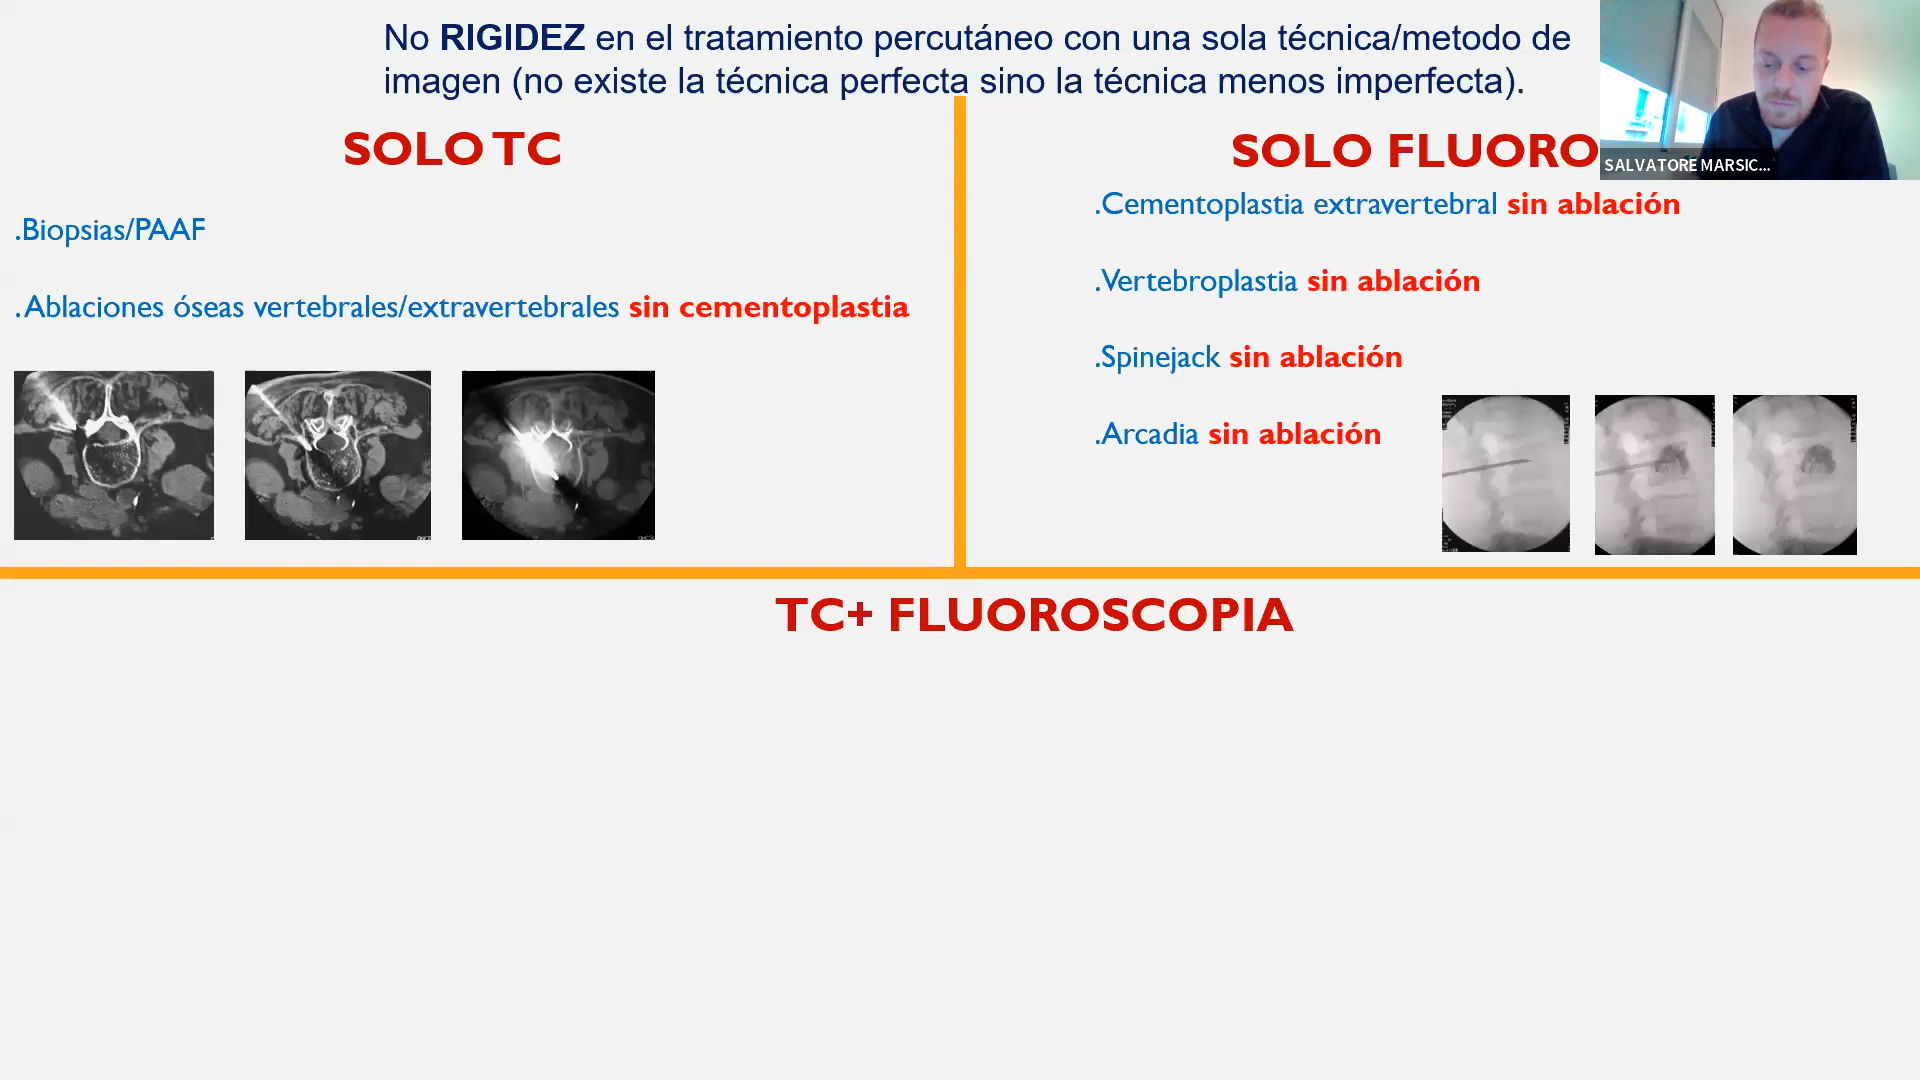 No RIGIDEZ en el tratamiento percutáneo con una sola técnica/metodo de
imagen (no existe la técnica perfecta sino la técnica menos imperfecta).
SALVATORE MARSIC...
SOLO TC
.Biopsias/PAAF
.Ablaciones óseas vertebrales/extravertebrales sin cementoplastia
SOLO FLUORO
.Cementoplastia extravertebral sin ablación
.Vertebroplastia sin ablación
.Spinejack sin ablación
.Arcadia sin ablación
TC+ FLUOROSCOPIA